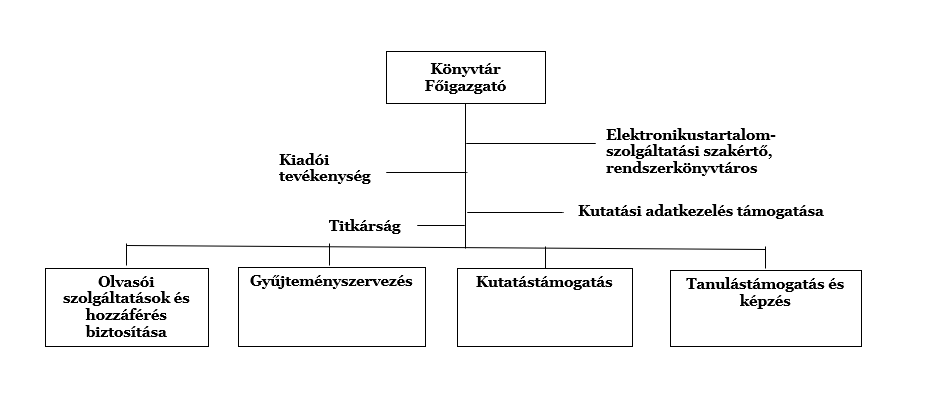 Könyvtár
Főigazgató
Elektronikustartalom-
szolgáltatási szakértő,
rendszerkönyvtáros
Kiadói
tevékenység
Kutatási adatkezelés támogatása
Titkárság
Olvasói
szolgáltatások és
hozzáférés
biztosítása
Gyűjteményszervezés
Kutatástámogatás
Tanulástámogatás és
képzés